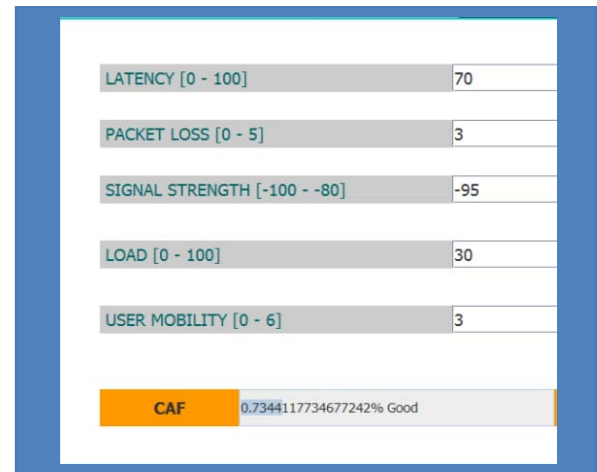 LATENCY [0 - 100] 70
PACKET LOSS [0 - 5] 3
SIGNAL STRENGTH [-100 - -80] -95
LOAD [0 - 100] 30
USER MOBILITY [0 - 6] 3
CAF 0.7344117734677242% Good